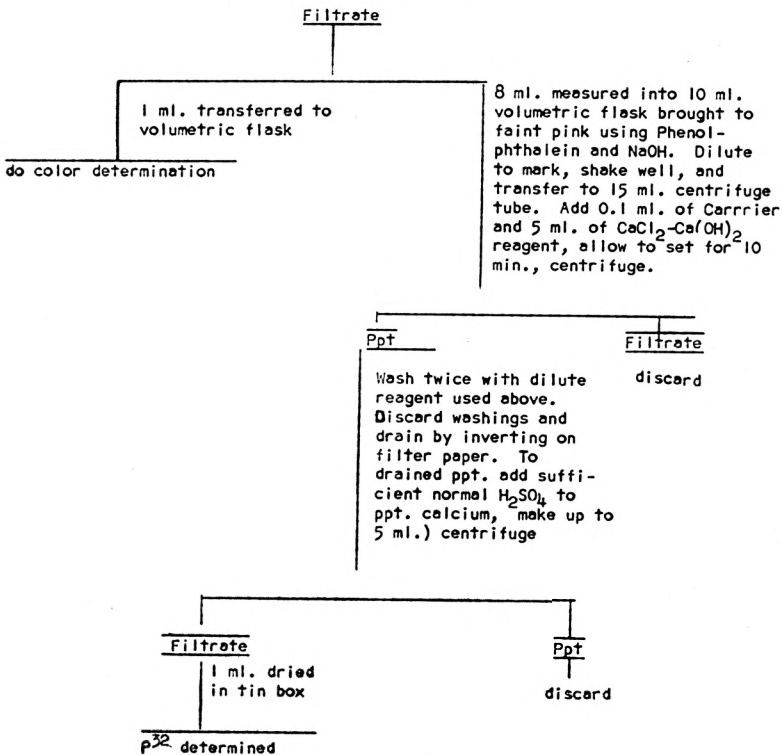 Filtrate
1 ml. transferred to
volumetric flask
do color determination
8 ml. measured into 10 ml.
volumetric flask brought to
faint pink using Phenol-
phthalein and NaOH. Dilute
to mark, shake well, and
transfer to 15 ml. centrifuge
tube. Add 0.1 ml. of Carrrier
and 5 ml. of CaCl2-Ca(OH)2
reagent, allow to set for 10
min., centrifuge.
Ppt
Wash twice with dilute
reagent used above.
Discard washings and
drain by inverting on
filter paper. To
drained ppt. add suffi-
cient normal H2SO4 to
ppt. calcium, make up to
5 ml.) centrifuge
Filtrate
discard
Filtrate
1 ml. dried
in tin box
P32 determined
Ppt
discard